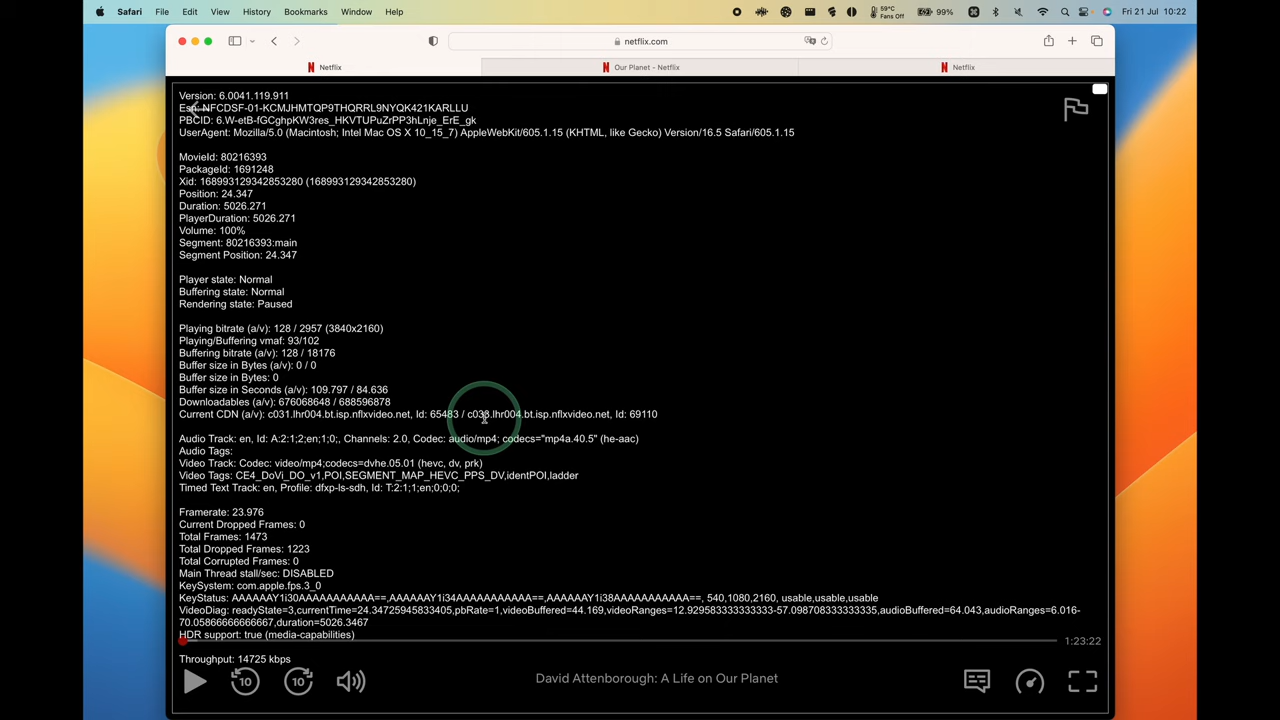 Safari File Edit View History Bookmarks Window Help 59°C Fans Off 99% Fri 21 Jul 10:22
netflix.com
Netflix Our Planet – Netflix Netflix
Version: 6.0041.119.911
Esn: NFCDSF-01-KCMJHMTQP9THQRRL9NYQK421KARLLU
PBCID: 6.W-etB-fGCghpKW3res_HKVTUPuZrPP3hLnje_ErE_gk
UserAgent: Mozilla/5.0 (Macintosh; Intel Mac OS X 10_15_7) AppleWebKit/605.1.15 (KHTML, like Gecko) Version/16.5 Safari/605.1.15
MovieId: 80216393
PackageId: 1691248
Xid: 168993129342853280 (168993129342853280)
Position: 24.347
Duration: 5026.271
PlayerDuration: 5026.271
Volume: 100%
Segment: 80216393:main
Segment Position: 24.347
Player state: Normal
Buffering state: Normal
Rendering state: Paused
Playing bitrate (a/v): 128 / 2957 (3840x2160)
Playing/Buffering vmaf: 93/102
Buffering bitrate (a/v): 128 / 18176
Buffer size in Bytes (a/v): 0 / 0
Buffer size in Bytes: 0
Buffer size in Seconds (a/v): 109.797 / 84.636
Downloadables (a/v): 676068648 / 688596878
Current CDN (a/v): c031.lhr004.bt.isp.nflxvideo.net, Id: 65483 / c033.lhr004.bt.isp.nflxvideo.net, Id: 69110
Audio Track: en, Id: A:2:1;2;en;1;0;, Channels: 2.0, Codec: audio/mp4; codecs="mp4a.40.5" (he-aac)
Audio Tags:
Video Track: Codec: video/mp4;codecs=dvhe.05.01 (hevc, dv, prk)
Video Tags: CE4_DoVi_DO_v1,POI,SEGMENT_MAP_HEVC_PPS_DV,identPOI,ladder
Timed Text Track: en, Profile: dfxp-ls-sdh, Id: T:2:1;1;en;0;0;0;
Framerate: 23.976
Current Dropped Frames: 0
Total Frames: 1473
Total Dropped Frames: 1223
Total Corrupted Frames: 0
Main Thread stall/sec: DISABLED
KeySystem: com.apple.fps.3_0
KeyStatus: AAAAAAY1i30AAAAAAAAAAA==,AAAAAAY1i34AAAAAAAAAAA==,AAAAAAY1i38AAAAAAAAAAA==, 540,1080,2160, usable,usable,usable
VideoDiag: readyState=3,currentTime=24.34725945833405,pbRate=1,videoBuffered=44.169,videoRanges=12.929583333333333-57.098708333333335,audioBuffered=64.043,audioRanges=6.016-
70.05866666666667,duration=5026.3467
HDR support: true (media-capabilities)
1:23:22
Throughput: 14725 kbps
10 10 David Attenborough: A Life on Our Planet